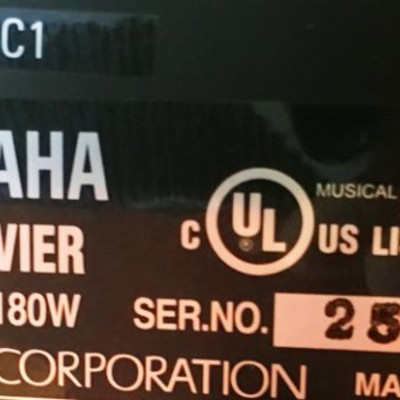 C1
AHA
MUSICAL
C UL US LI
VIER
180W SER.NO. 25
CORPORATION MA